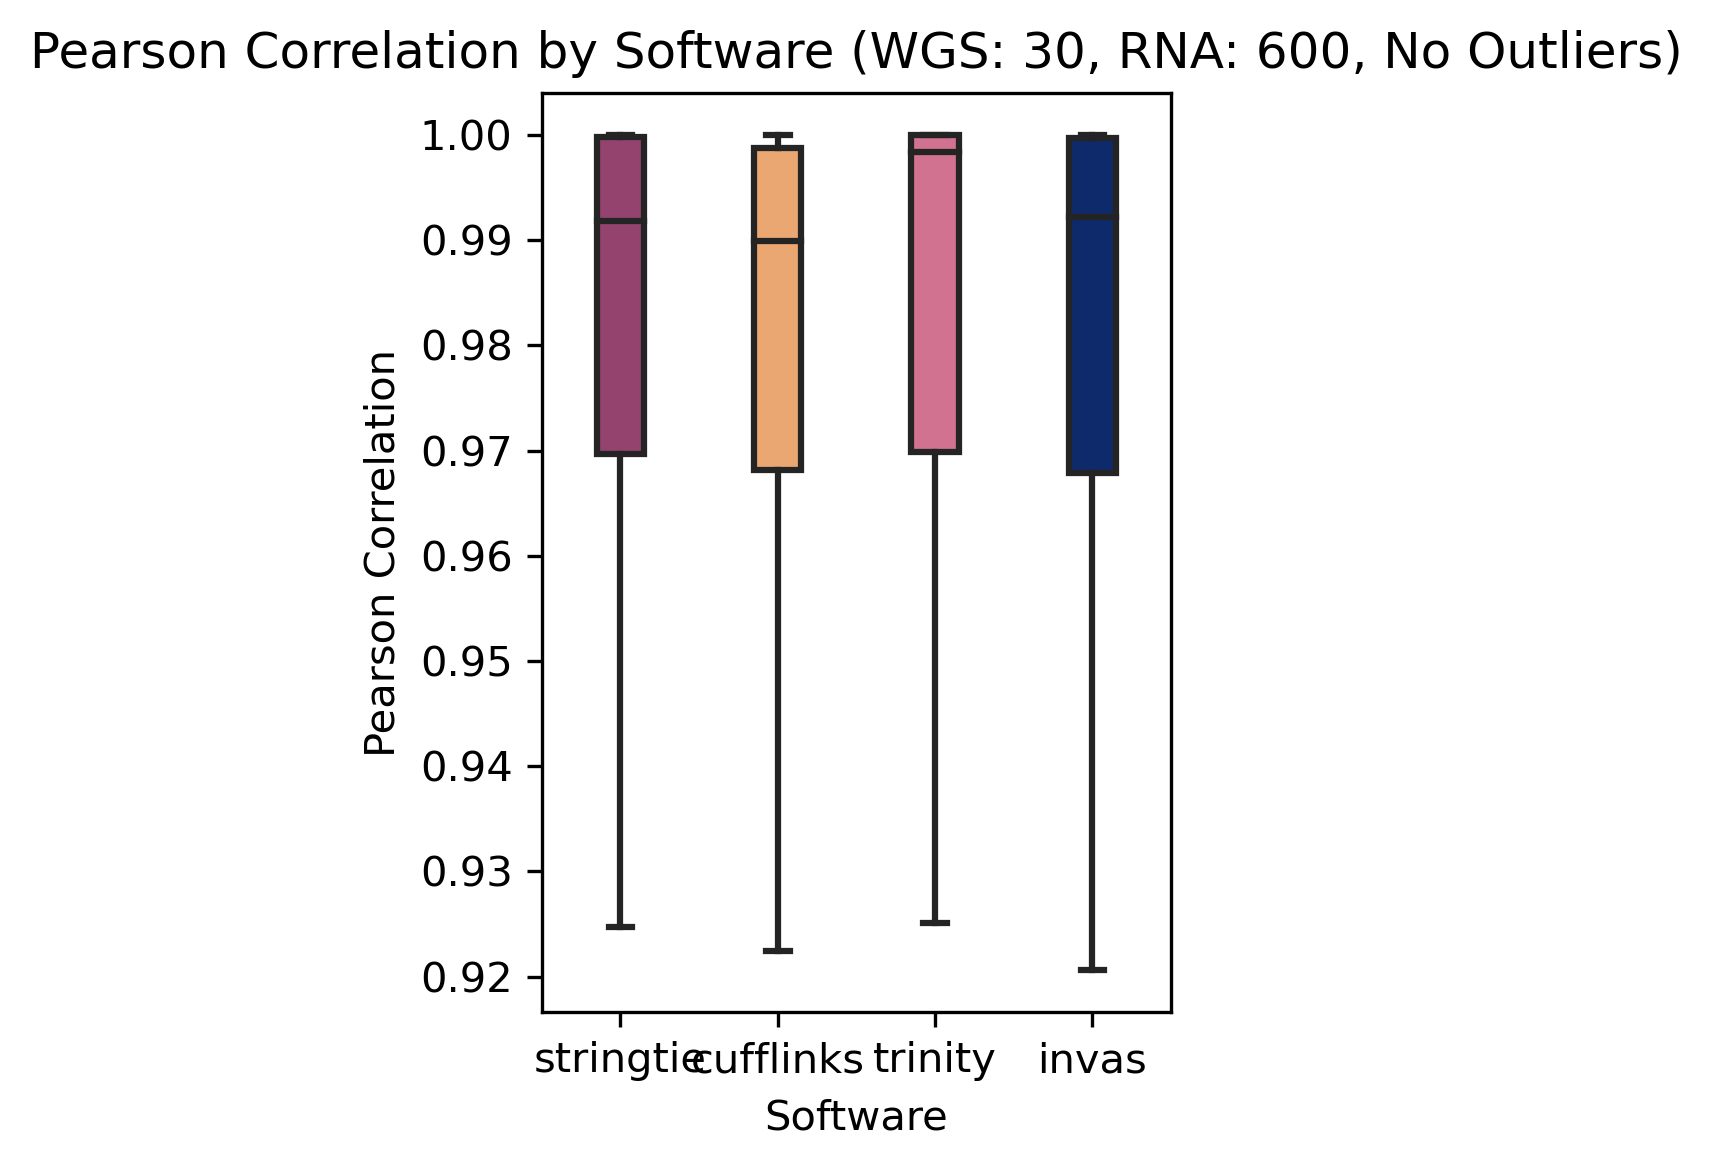 Pearson Correlation by Software (WGS: 30, RNA: 600, No Outliers)
1.00
0.99
0.98
0.97
0.96
0.95
0.94
0.93
0.92
Pearson Correlation
stringtie cufflinks trinity invas
Software